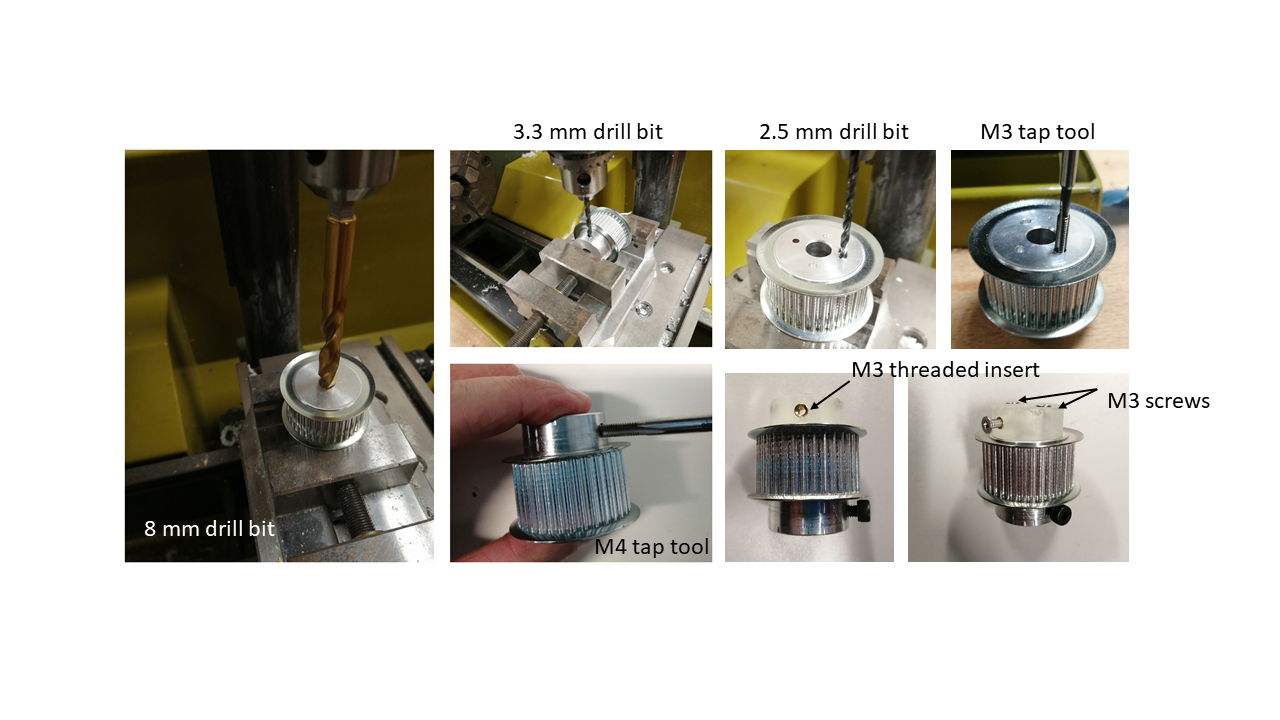 3.3 mm drill bit
2.5 mm drill bit
M3 tap tool
M3 threaded insert
M3 screws
8 mm drill bit
M4 tap tool